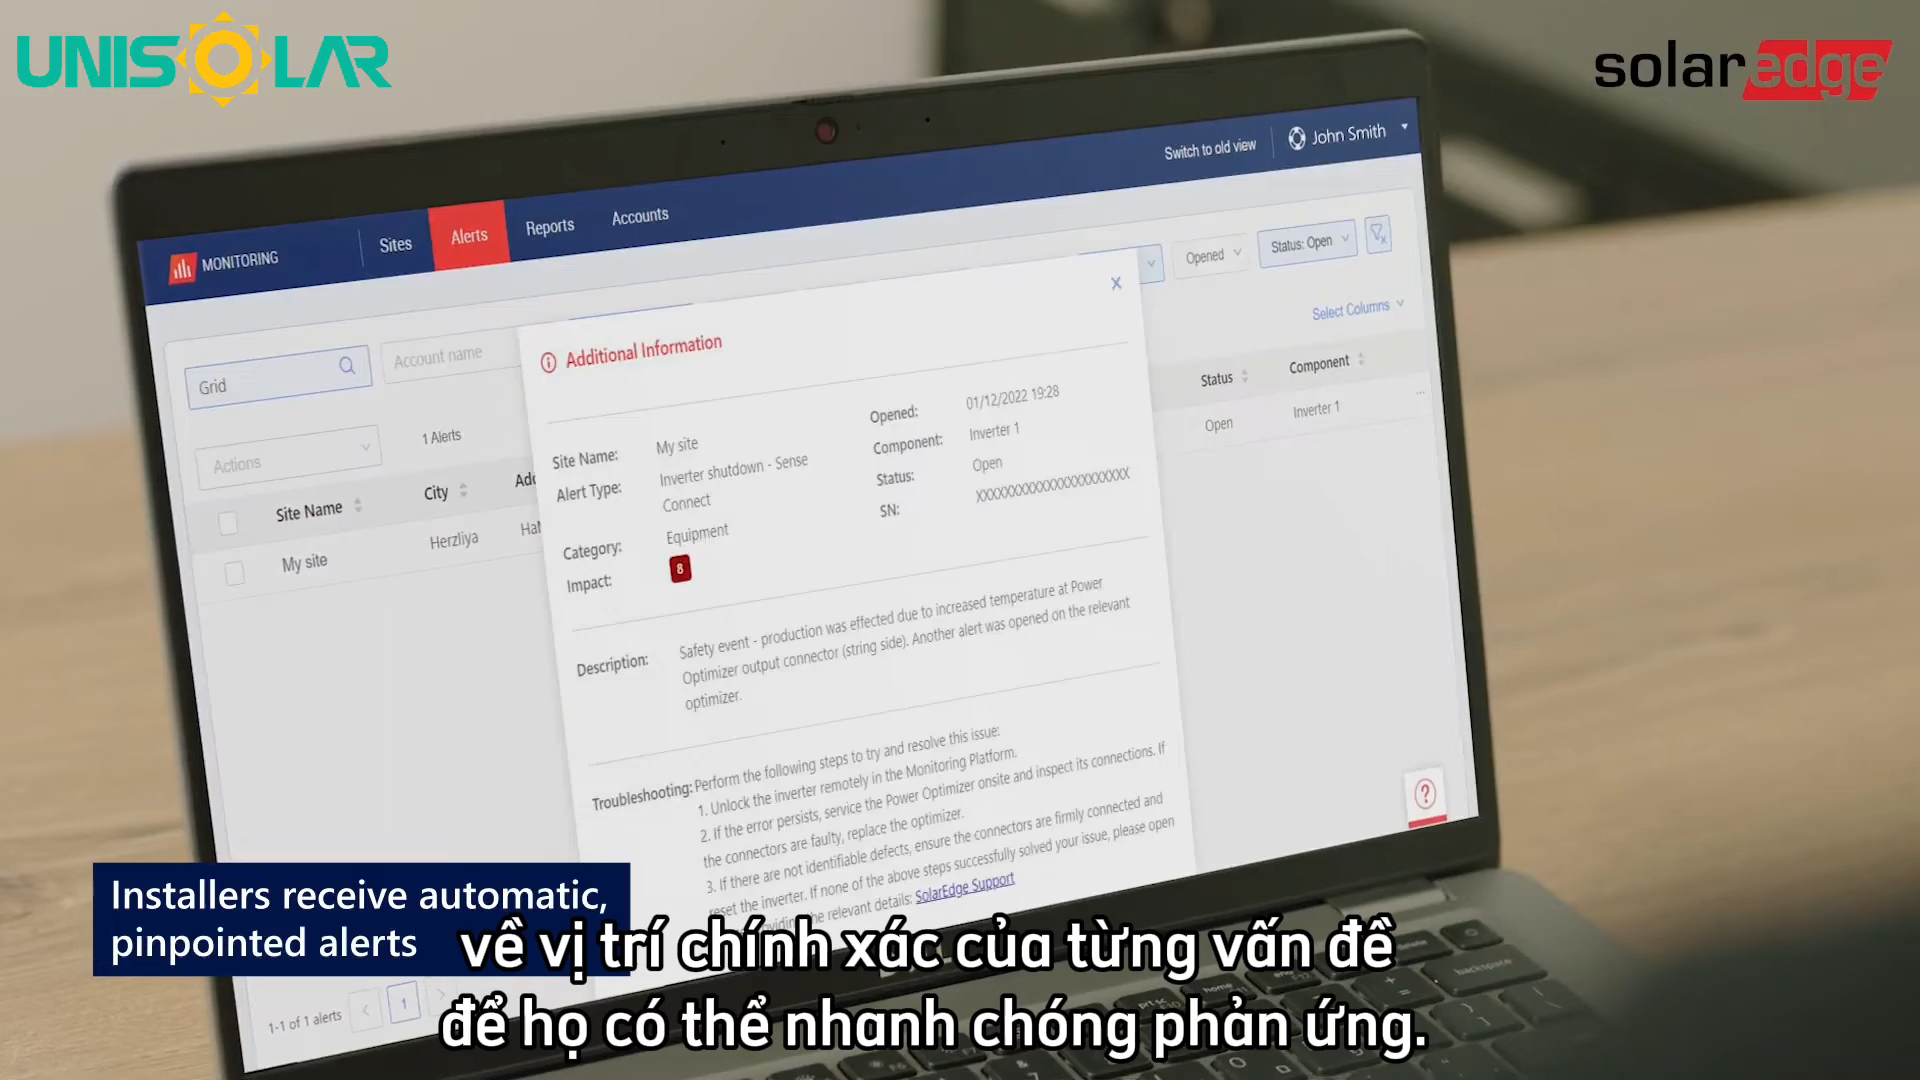 UNISOLAR
solaredge
Switch to old view
John Smith
MONITORING
Sites
Alerts
Reports
Accounts
Grid
Account name
Opened
Status: Open
Select Columns
Actions
1 Alerts
Site Name
City
Status
Component
My site
Herzliya
Open
Inverter 1
Additional Information
Site Name: My site
Alert Type: Inverter shutdown - Sense
Connect
Category: Equipment
Impact: 8
Opened: 01/12/2022 19:28
Component: Inverter 1
Status: Open
SN: XXXXXXXXXXXXXXXXXXXXXX
Description: Safety event - production was effected due to increased temperature at Power
Optimizer output connector (string side). Another alert was opened on the relevant
optimizer.
Troubleshooting: Perform the following steps to try and resolve this issue:
1. Unlock the inverter remotely in the Monitoring Platform.
2. If the error persists, service the Power Optimizer onsite and inspect its connections. If
the connectors are faulty, replace the optimizer.
3. If there are not identifiable defects, ensure the connectors are firmly connected and
reset the inverter. If none of the above steps successfully solved your issue, please open
the relevant details: SolarEdge Support
1-1 of 1 alerts
1
Installers receive automatic,
pinpointed alerts
về vị trí chính xác của từng vấn đề
để họ có thể nhanh chóng phản ứng.
backspace
home